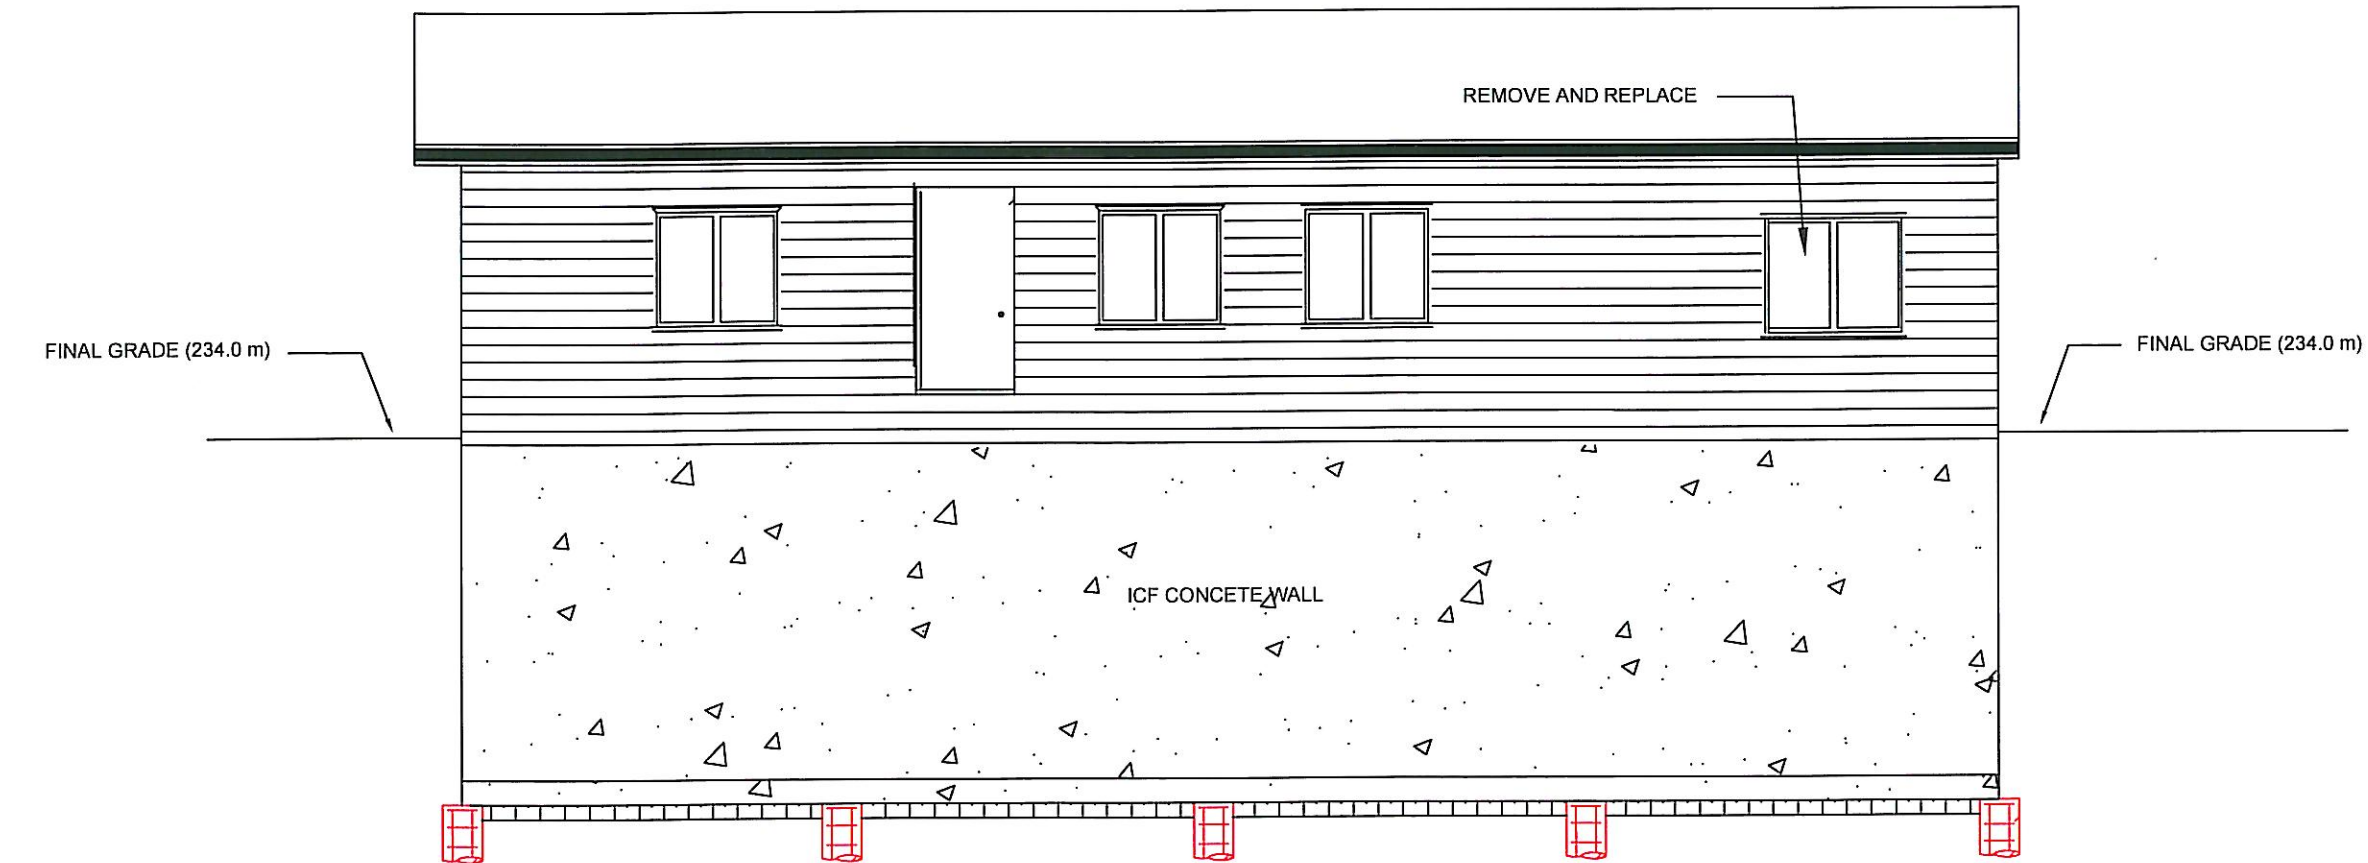 REMOVE AND REPLACE
FINAL GRADE (234.0 m)
FINAL GRADE (234.0 m)
ICF CONCETE WALL